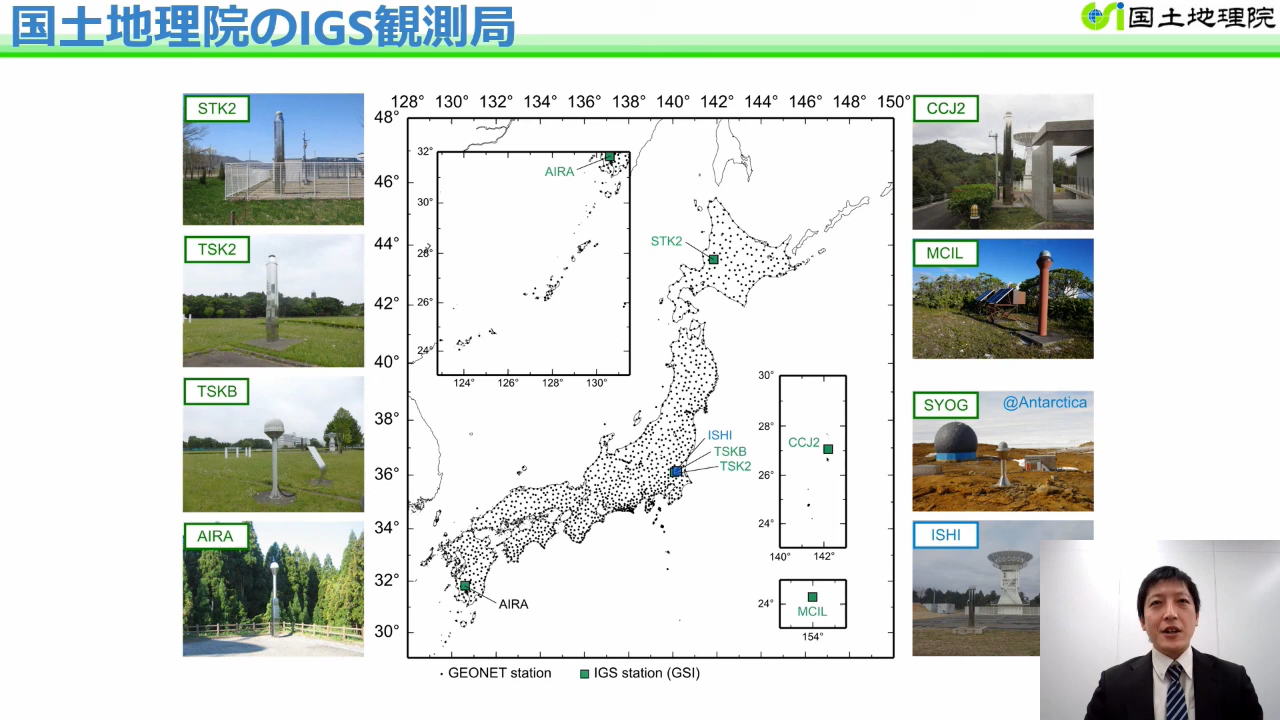 国土地理院のIGS観測局
国土地理院
STK2
TSK2
TSKB
AIRA
128° 130° 132° 134° 136° 138° 140° 142° 144° 146° 148° 150°
48°
46°
44°
42°
40°
38°
36°
34°
32°
30°
32°
30°
28°
26°
24°
124° 126° 128° 130°
AIRA
STK2
ISHI
TSKB
TSK2
AIRA
30°
28°
26°
24°
140° 142°
CCJ2
24°
MCIL
154°
GEONET station
IGS station (GSI)
CCJ2
MCIL
SYOG
@Antarctica
ISHI